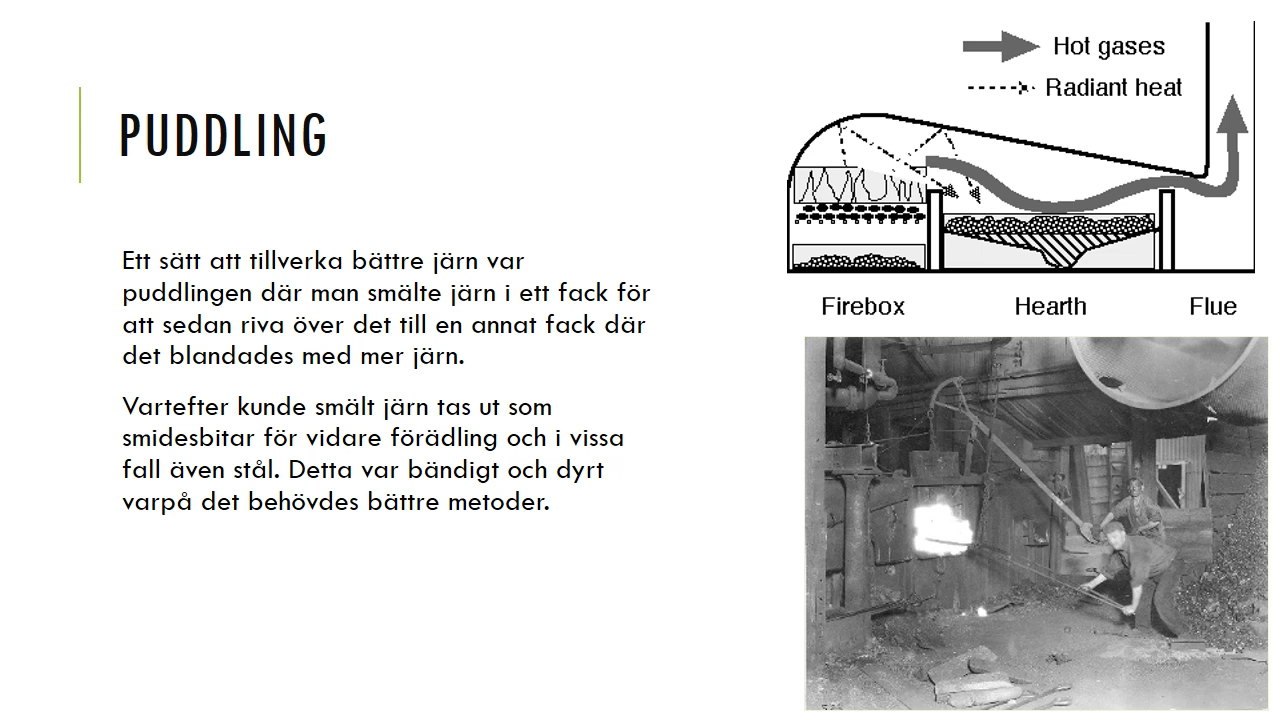 PUDDLING
Ett sätt att tillverka bättre järn var
puddlingen där man smälte järn i ett fack för
att sedan riva över det till en annat fack där
det blandades med mer järn.
Vartefter kunde smält järn tas ut som
smidesbitar för vidare förädling och i vissa
fall även stål. Detta var bändigt och dyrt
varpå det behövdes bättre metoder.
Hot gases
Radiant heat
Firebox Hearth Flue